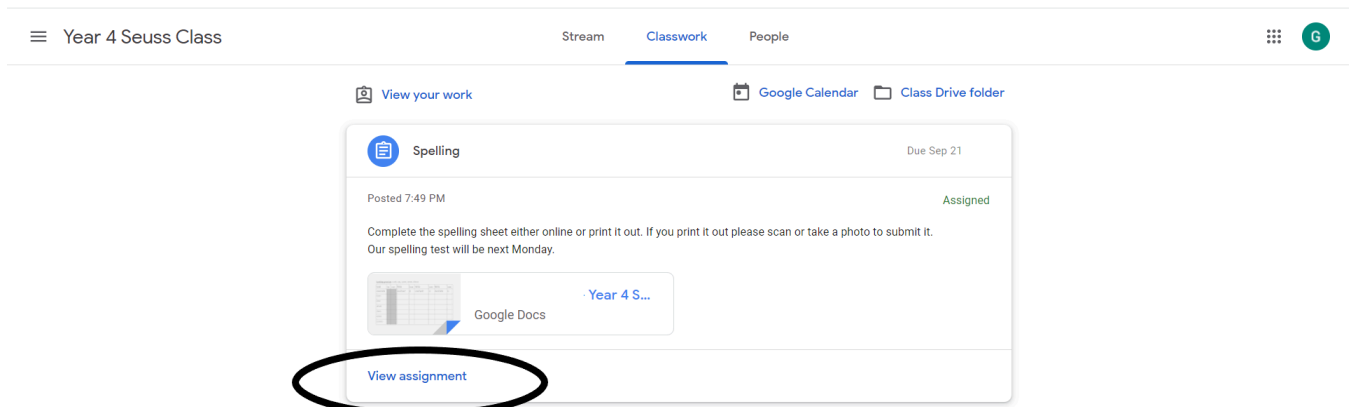 Year 4 Seuss Class
Stream Classwork People
G
View your work
Google Calendar Class Drive folder
Spelling
Due Sep 21
Posted 7:49 PM
Assigned
Complete the spelling sheet either online or print it out. If you print it out please scan or take a photo to submit it.
Our spelling test will be next Monday.
· Year 4 S...
Google Docs
View assignment